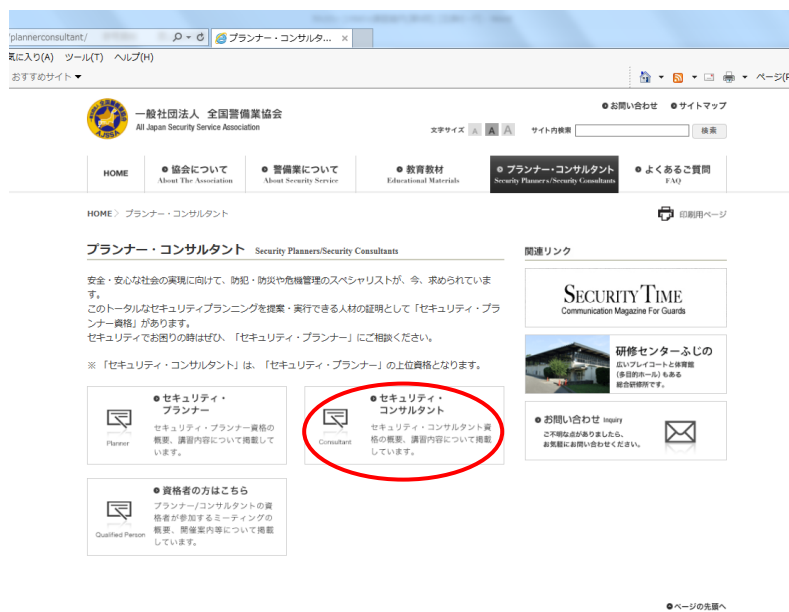 /plannerconsultant/
プランナー・コンサルタ... ×
気に入り(A) ツール(T) ヘルプ(H)
おすすめサイト ▼
ページ(P
一般社団法人 全国警備業協会
All Japan Security Service Association
AJSSA
お問い合わせ サイトマップ
文字サイズ A A A サイト内検索 検索
HOME
協会について
About The Association
警備業について
About Security Service
教育教材
Educational Materials
プランナー・コンサルタント
Security Planners/Security Consultants
よくあるご質問
FAQ
HOME〉 プランナー・コンサルタント
印刷用ページ
プランナー・コンサルタント Security Planners/Security Consultants
安全・安心な社会の実現に向けて、防犯・防災や危機管理のスペシャリストが、今、求められていま
す。
このトータルなセキュリティプランニングを提案・実行できる人材の証明として「セキュリティ・プラ
ンナー資格」があります。
セキュリティでお困りの時はぜひ、「セキュリティ・プランナー」にご相談ください。
※ 「セキュリティ・コンサルタント」は、「セキュリティ・プランナー」の上位資格となります。
セキュリティ・
プランナー
Planner
セキュリティ・プランナー資格の
概要、講習内容について掲載して
います。
セキュリティ・
コンサルタント
Consultant
セキュリティ・コンサルタント資
格の概要、講習内容について掲載
しています。
資格者の方はこちら
Qualified Person
プランナー/コンサルタントの資
格者が参加するミーティングの
概要、開催案内等について掲載
しています。
関連リンク
SECURITY TIME
Communication Magazine For Guards
研修センターふじの
広いプレイコートと体育館
(多目的ホール) もある
総合研修所です。
お問い合わせ Inquiry
ご不明な点がありましたら、
お気軽にお問い合わせください。
ページの先頭へ